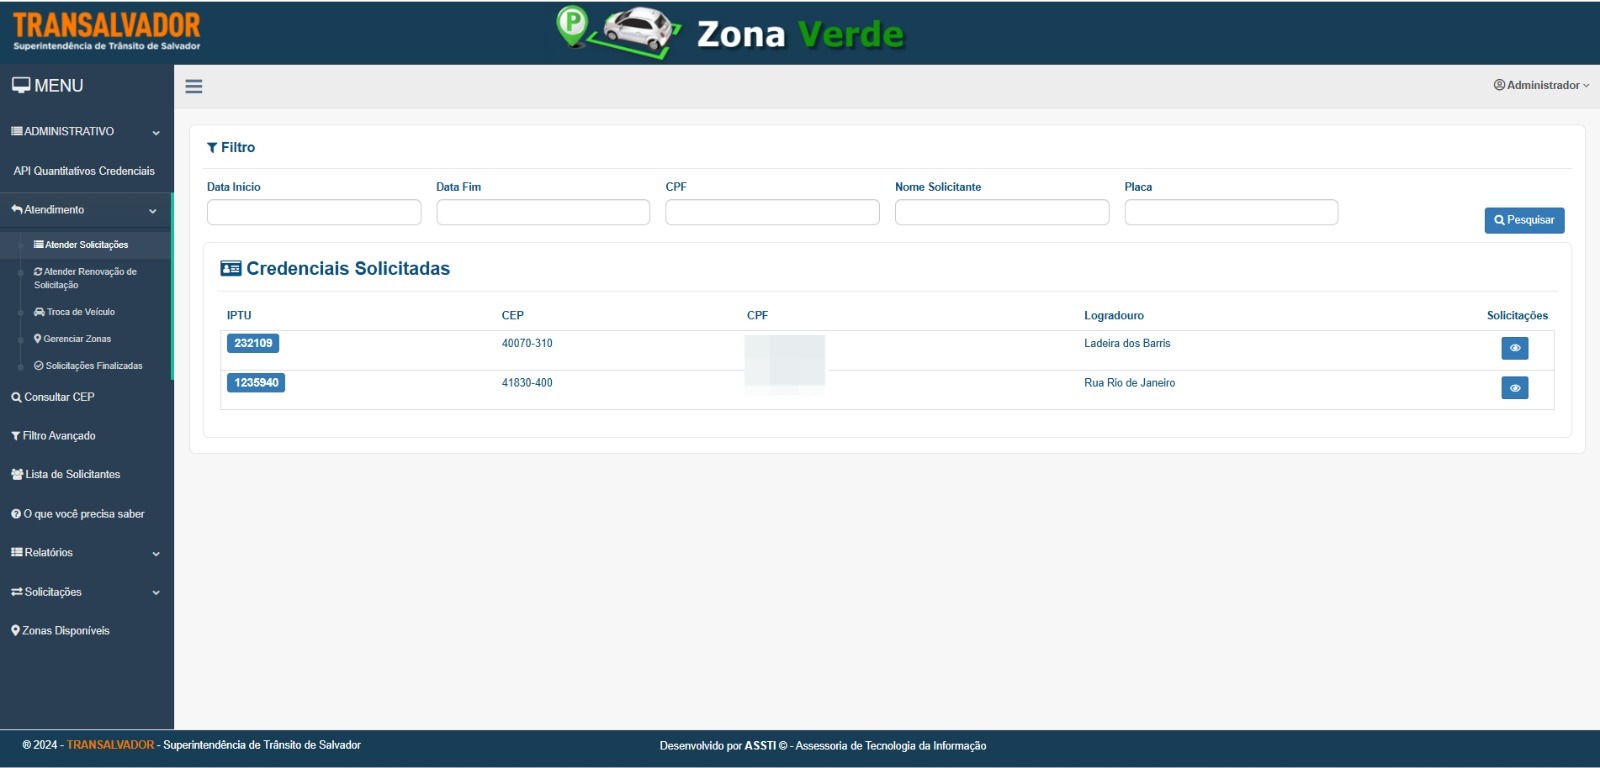 TRANSALVADOR
Superintendência de Trânsito de Salvador
P
Zona Verde
MENU
Administrador
ADMINISTRATIVO
API Quantitativos Credenciais
Atendimento
Atender Solicitações
Atender Renovação de
Solicitação
Troca de Veículo
Gerenciar Zonas
Solicitações Finalizadas
Consultar CEP
Filtro Avançado
Lista de Solicitantes
O que você precisa saber
Relatórios
Solicitações
Zonas Disponíveis
Filtro
Data Inicio Data Fim CPF Nome Solicitante Placa
Pesquisar
Credenciais Solicitadas
IPTU CEP CPF Logradouro Solicitações
232109 40070-310 Ladeira dos Barris
1235940 41830-400 Rua Rio de Janeiro
® 2024 - TRANSALVADOR - Superintendência de Trânsito de Salvador
Desenvolvido por ASSTI © - Assessoria de Tecnologia da Informação